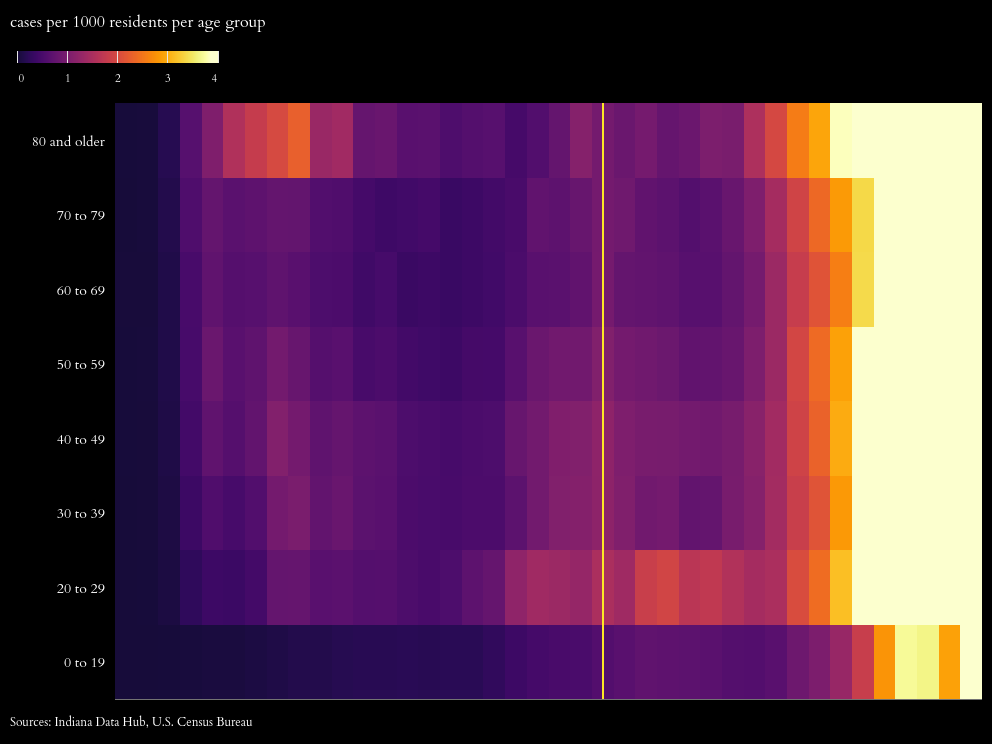 cases per 1000 residents per age group
0 1 2 3 4
80 and older
70 to 79
60 to 69
50 to 59
40 to 49
30 to 39
20 to 29
0 to 19
Sources: Indiana Data Hub, U.S. Census Bureau